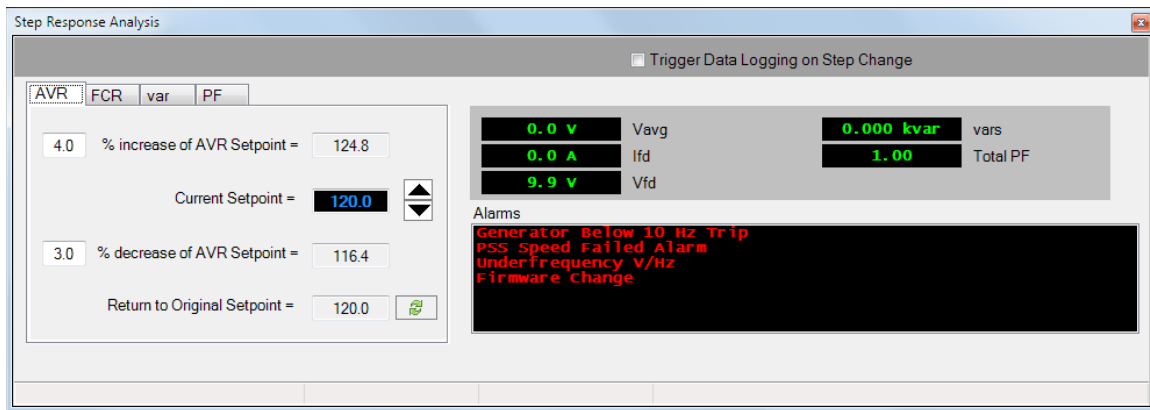 Step Response Analysis
Trigger Data Logging on Step Change
AVR FCR var PF
4.0 % increase of AVR Setpoint = 124.8
Current Setpoint = 120.0
3.0 % decrease of AVR Setpoint = 116.4
Return to Original Setpoint = 120.0
0.0 V Vavg 0.000 kvar vars
0.0 A Ifd 1.00 Total PF
9.9 V Vfd
Alarms
Generator Below 10 Hz Trip
PSS Speed Failed Alarm
Underfrequency V/Hz
Firmware Change